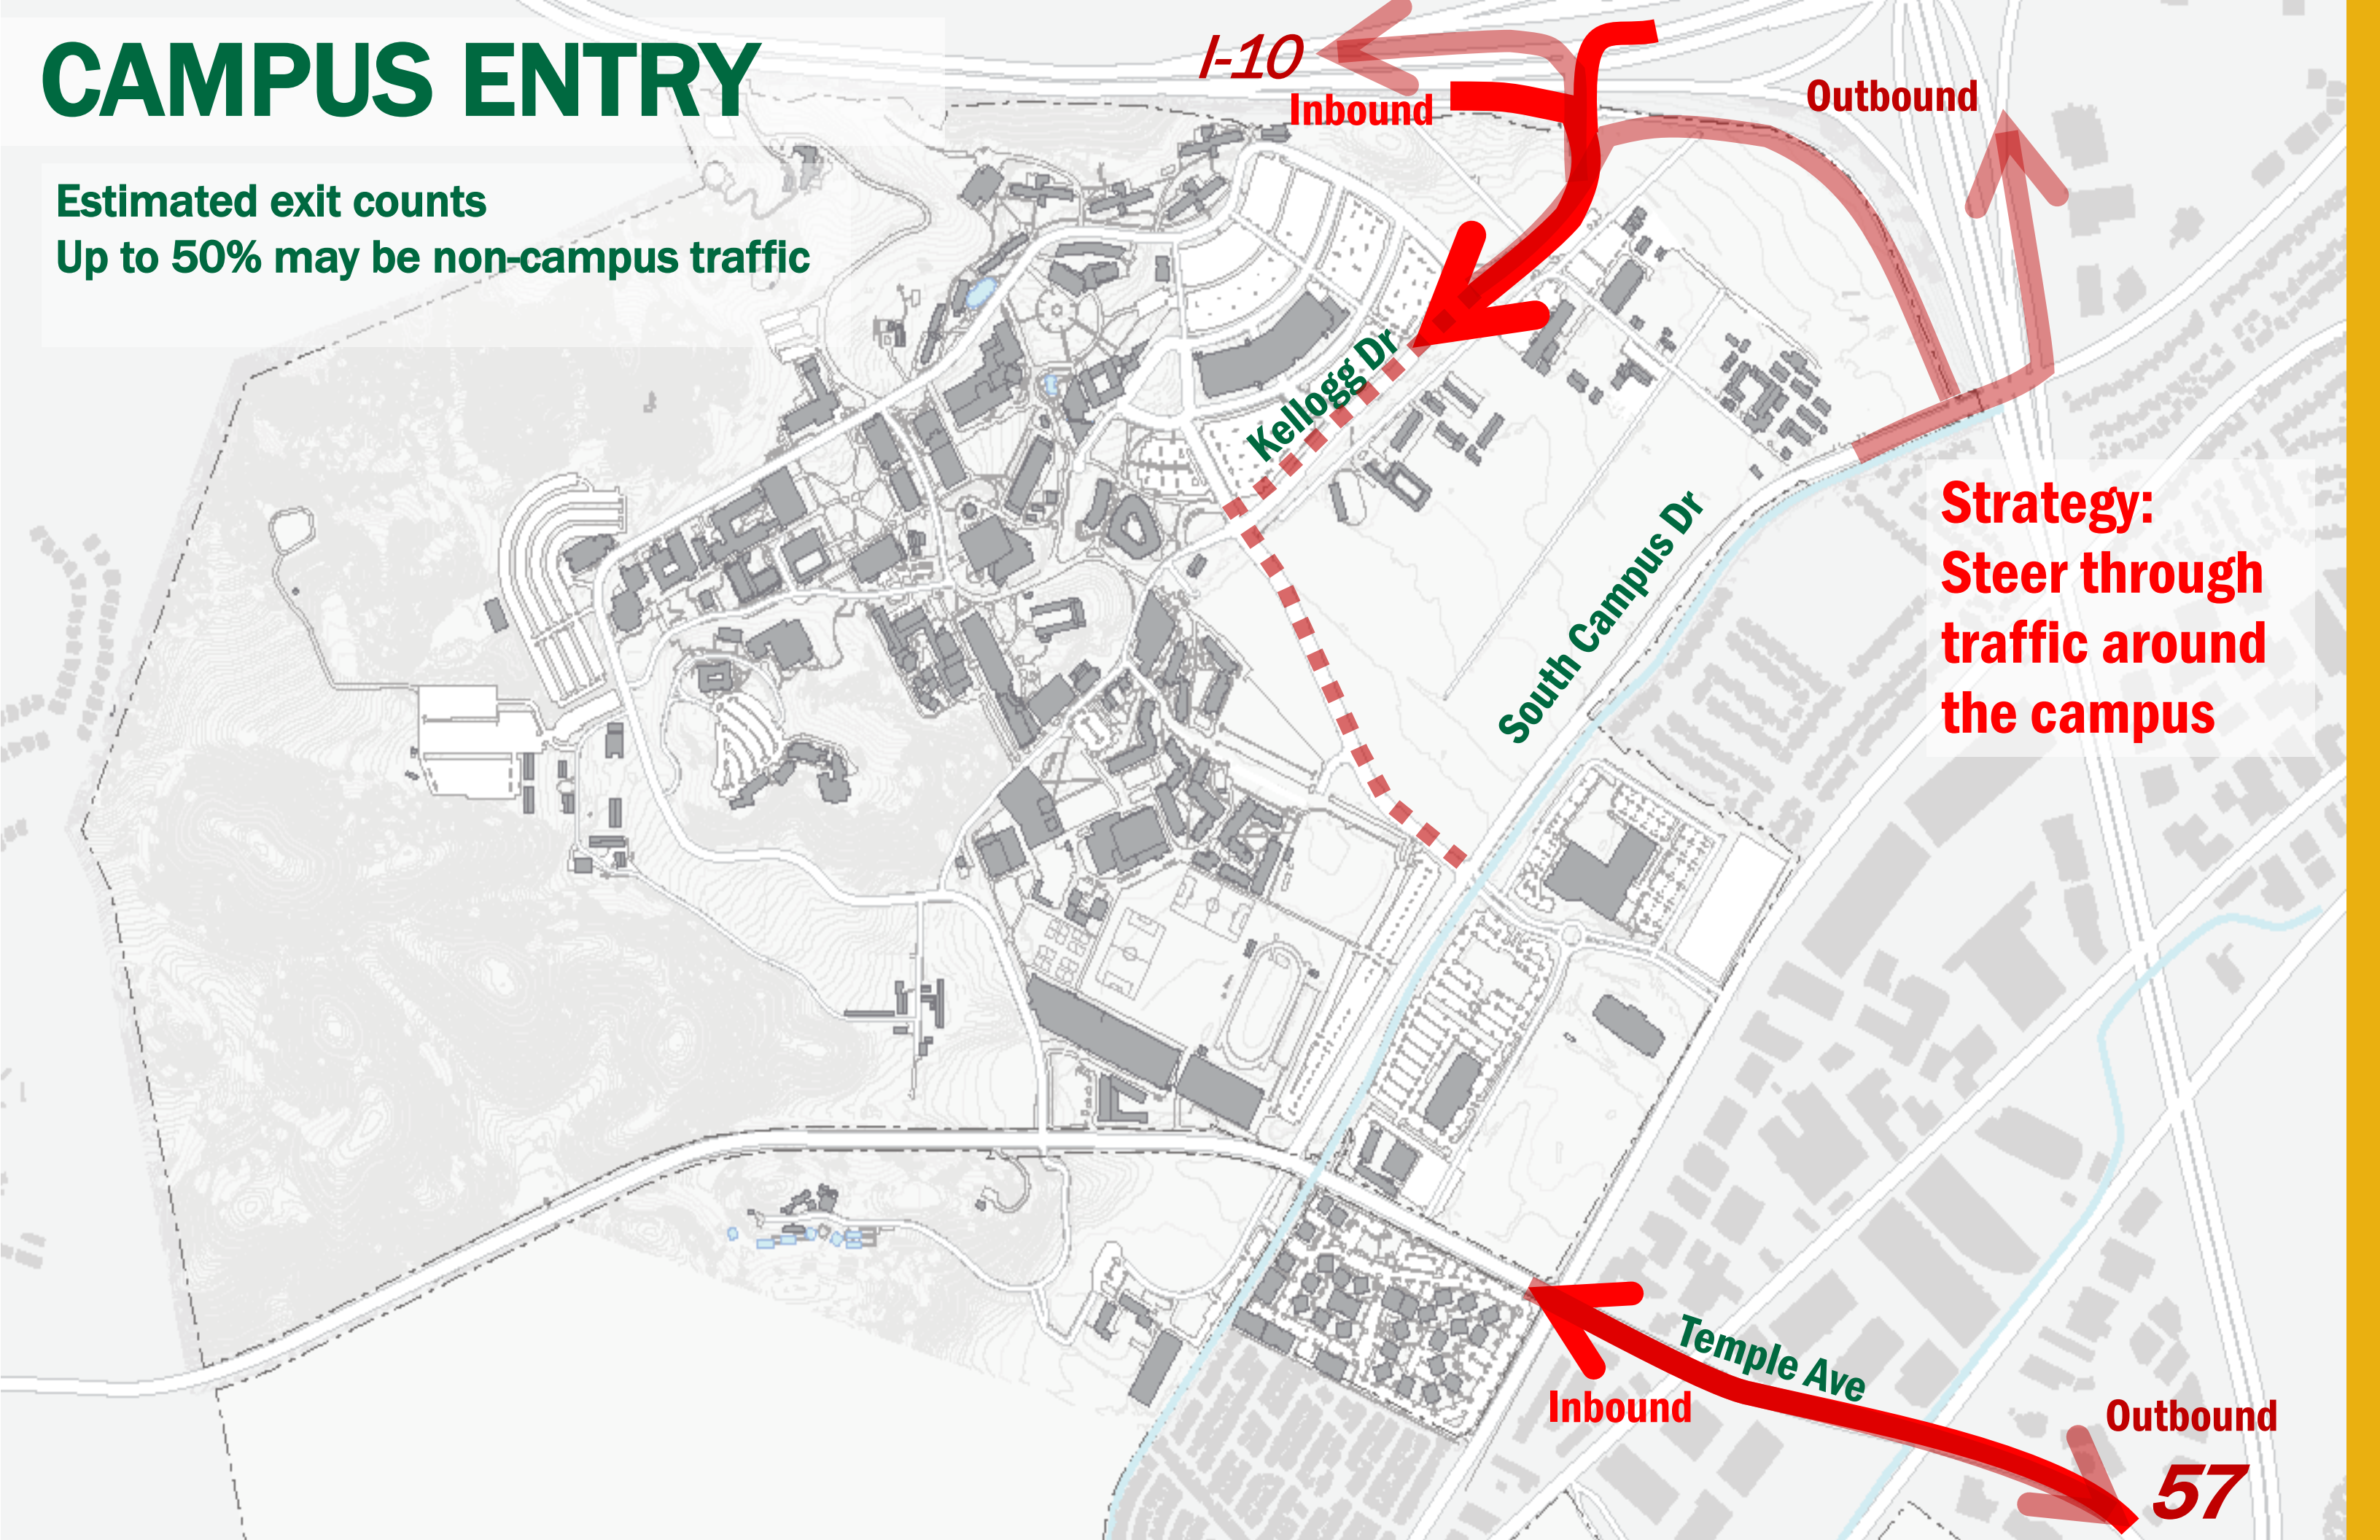 CAMPUS ENTRY
Estimated exit counts
Up to 50% may be non-campus traffic
I-10
Inbound
Outbound
Kellogg Dr
South Campus Dr
Strategy:
Steer through
traffic around
the campus
Temple Ave
Inbound
Outbound
57